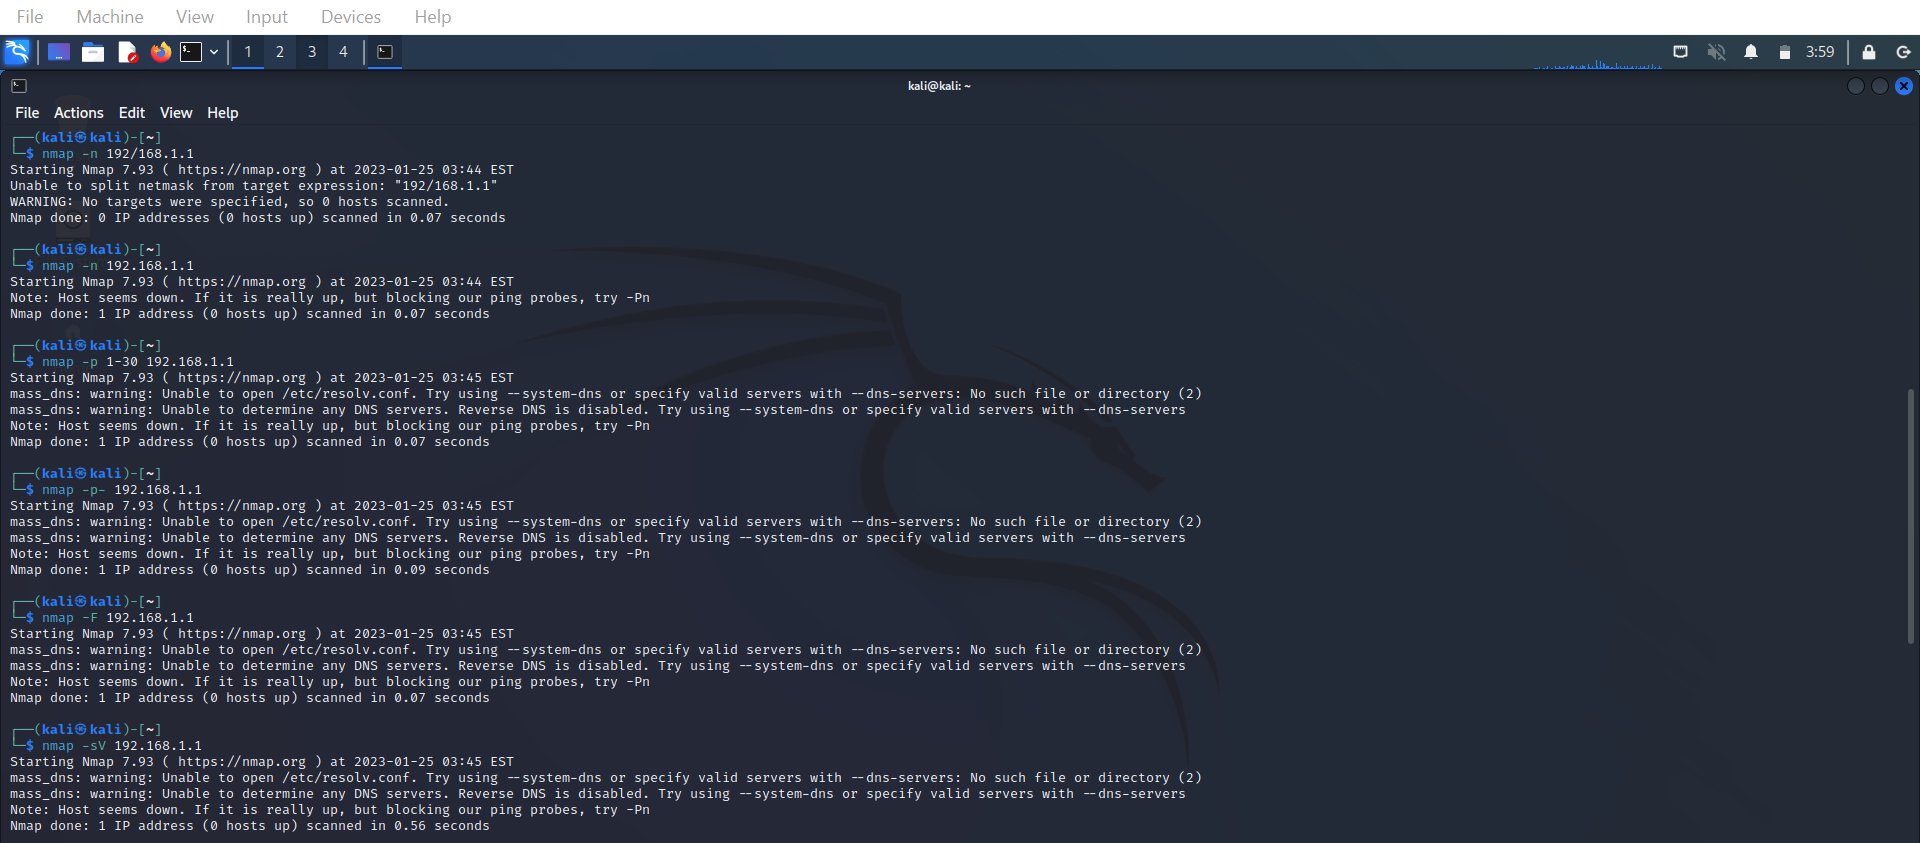 File Machine View Input Devices Help
1 2 3 4 3:59
kali@kali: ~
File Actions Edit View Help
┌──(kali㉿kali)-[~]
└─$ nmap -n 192/168.1.1
Starting Nmap 7.93 ( https://nmap.org ) at 2023-01-25 03:44 EST
Unable to split netmask from target expression: "192/168.1.1"
WARNING: No targets were specified, so 0 hosts scanned.
Nmap done: 0 IP addresses (0 hosts up) scanned in 0.07 seconds
┌──(kali㉿kali)-[~]
└─$ nmap -n 192.168.1.1
Starting Nmap 7.93 ( https://nmap.org ) at 2023-01-25 03:44 EST
Note: Host seems down. If it is really up, but blocking our ping probes, try -Pn
Nmap done: 1 IP address (0 hosts up) scanned in 0.07 seconds
┌──(kali㉿kali)-[~]
└─$ nmap -p 1-30 192.168.1.1
Starting Nmap 7.93 ( https://nmap.org ) at 2023-01-25 03:45 EST
mass_dns: warning: Unable to open /etc/resolv.conf. Try using --system-dns or specify valid servers with --dns-servers: No such file or directory (2)
mass_dns: warning: Unable to determine any DNS servers. Reverse DNS is disabled. Try using --system-dns or specify valid servers with --dns-servers
Note: Host seems down. If it is really up, but blocking our ping probes, try -Pn
Nmap done: 1 IP address (0 hosts up) scanned in 0.07 seconds
┌──(kali㉿kali)-[~]
└─$ nmap -p- 192.168.1.1
Starting Nmap 7.93 ( https://nmap.org ) at 2023-01-25 03:45 EST
mass_dns: warning: Unable to open /etc/resolv.conf. Try using --system-dns or specify valid servers with --dns-servers: No such file or directory (2)
mass_dns: warning: Unable to determine any DNS servers. Reverse DNS is disabled. Try using --system-dns or specify valid servers with --dns-servers
Note: Host seems down. If it is really up, but blocking our ping probes, try -Pn
Nmap done: 1 IP address (0 hosts up) scanned in 0.09 seconds
┌──(kali㉿kali)-[~]
└─$ nmap -F 192.168.1.1
Starting Nmap 7.93 ( https://nmap.org ) at 2023-01-25 03:45 EST
mass_dns: warning: Unable to open /etc/resolv.conf. Try using --system-dns or specify valid servers with --dns-servers: No such file or directory (2)
mass_dns: warning: Unable to determine any DNS servers. Reverse DNS is disabled. Try using --system-dns or specify valid servers with --dns-servers
Note: Host seems down. If it is really up, but blocking our ping probes, try -Pn
Nmap done: 1 IP address (0 hosts up) scanned in 0.07 seconds
┌──(kali㉿kali)-[~]
└─$ nmap -sV 192.168.1.1
Starting Nmap 7.93 ( https://nmap.org ) at 2023-01-25 03:45 EST
mass_dns: warning: Unable to open /etc/resolv.conf. Try using --system-dns or specify valid servers with --dns-servers: No such file or directory (2)
mass_dns: warning: Unable to determine any DNS servers. Reverse DNS is disabled. Try using --system-dns or specify valid servers with --dns-servers
Note: Host seems down. If it is really up, but blocking our ping probes, try -Pn
Nmap done: 1 IP address (0 hosts up) scanned in 0.56 seconds